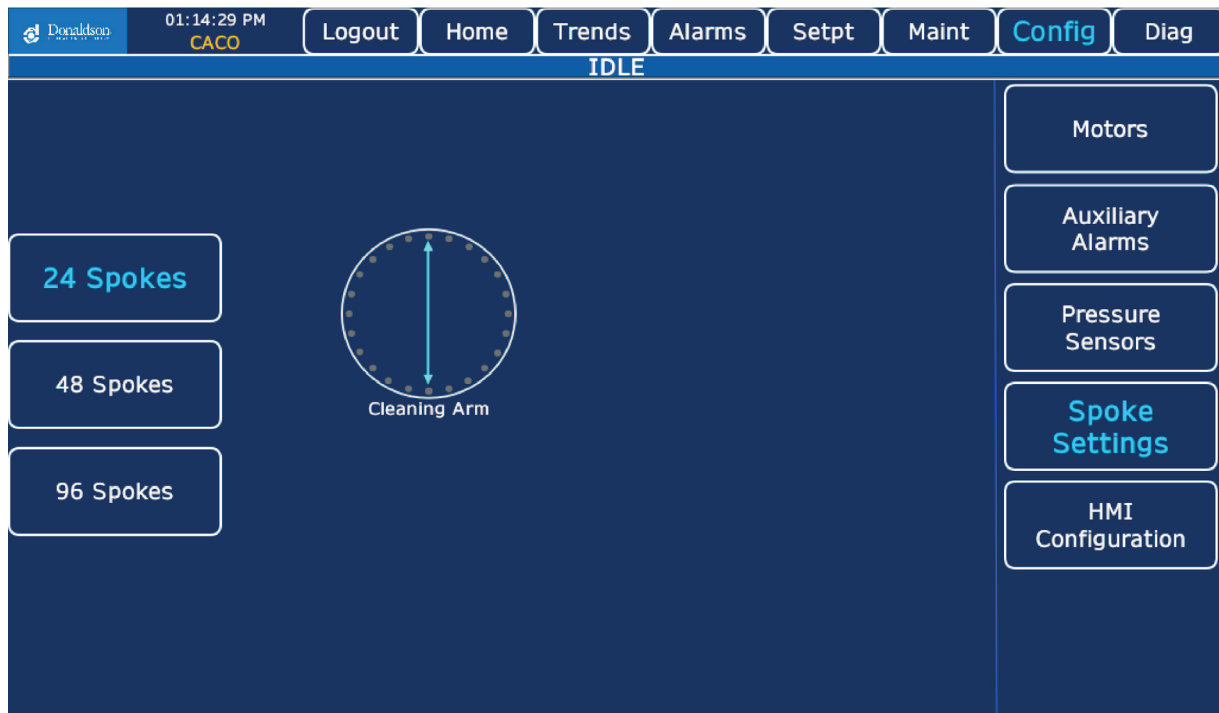 Donaldson
01:14:29 PM
CACO
Logout
Home
Trends
Alarms
Setpt
Maint
Config
Diag
IDLE
Motors
Auxiliary
Alarms
Pressure
Sensors
Spoke
Settings
HMI
Configuration
24 Spokes
48 Spokes
96 Spokes
Cleaning Arm